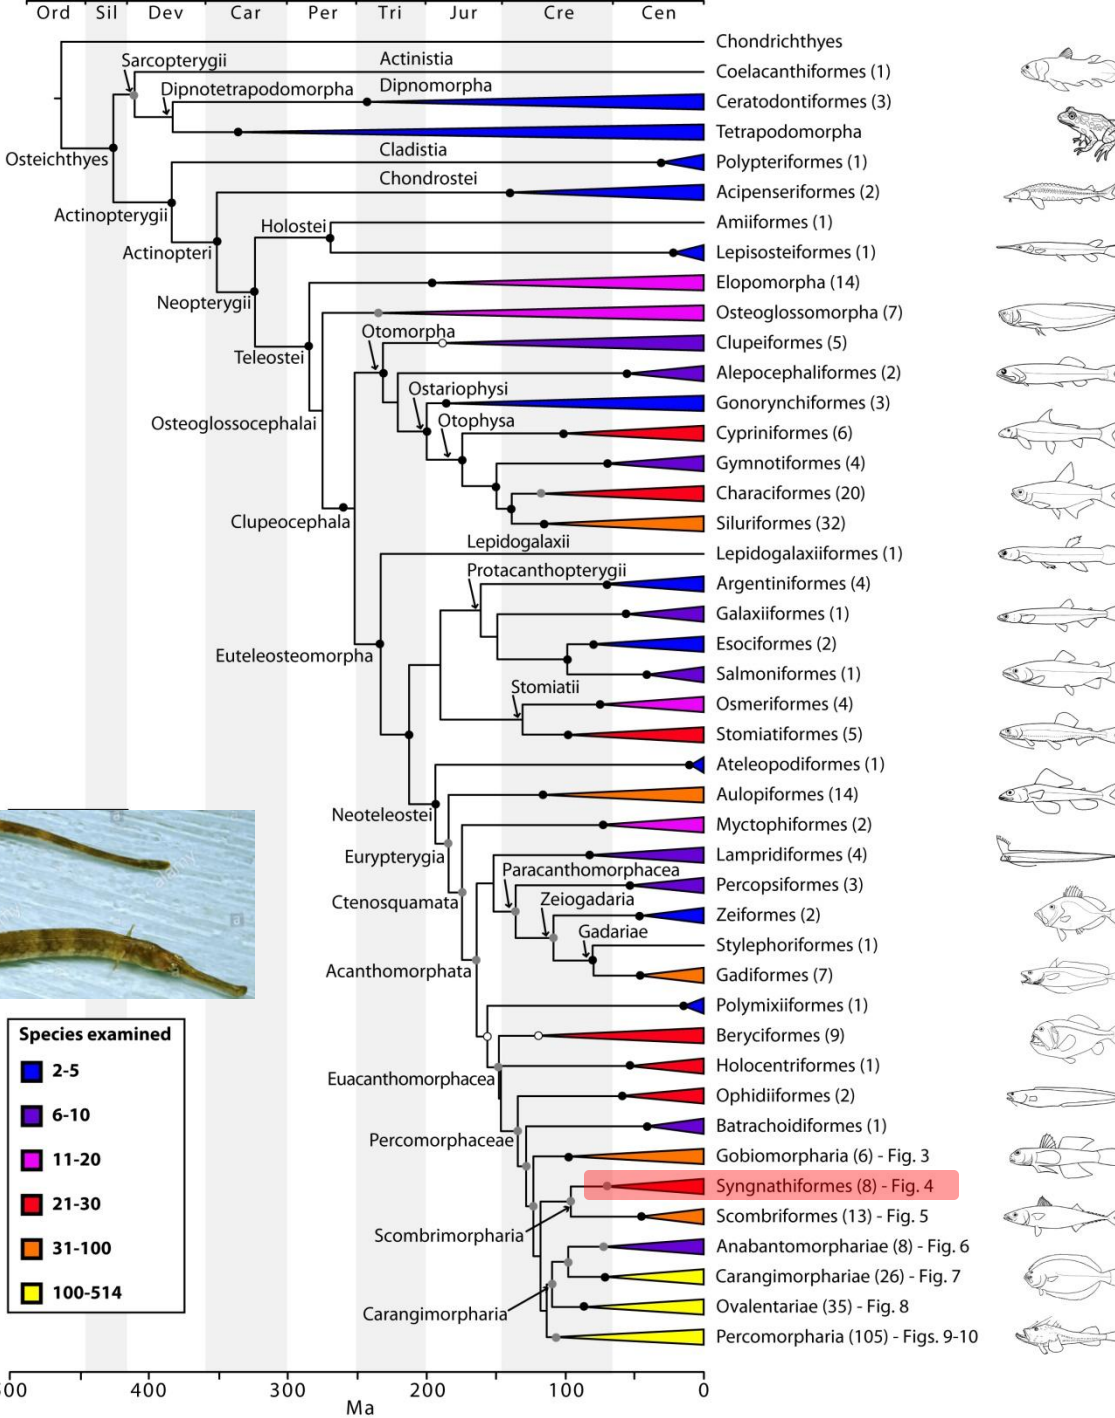 Ord Sil Dev Car Per Tri Jur Cre Cen
Chondrichthyes
Sarcopterygii
Actinistia
Coelacanthiformes (1)
Dipnotetrapodomorpha
Dipnomorpha
Ceratodontiformes (3)
Tetrapodomorpha
Osteichthyes
Cladistia
Polypteriformes (1)
Chondrostei
Acipenseriformes (2)
Actinopterygii
Holostei
Amiiformes (1)
Actinopteri
Lepisosteiformes (1)
Elopomorpha (14)
Neopterygii
Osteoglossomorpha (7)
Otomorpha
Clupeiformes (5)
Teleostei
Alepocephaliformes (2)
Ostariophysi
Gonorynchiformes (3)
Otophysa
Osteoglossocephalai
Cypriniformes (6)
Gymnotiformes (4)
Characiformes (20)
Clupeocephala
Siluriformes (32)
Lepidogalaxii
Lepidogalaxiiformes (1)
Protacanthopterygii
Argentiniformes (4)
Galaxiiformes (1)
Esociformes (2)
Euteleosteomorpha
Salmoniformes (1)
Stomiatii
Osmeriformes (4)
Stomiatiformes (5)
Ateleopodiformes (1)
Aulopiformes (14)
Neoteleostei
Myctophiformes (2)
Eurypterygia
Lampridiformes (4)
Paracanthomorphacea
Percopsiformes (3)
Ctenosquamata
Zeiogadaria
Zeiformes (2)
Gadariae
Stylephoriformes (1)
Acanthomorphata
Gadiformes (7)
Polymixiiformes (1)
Beryciformes (9)
Holocentriformes (1)
Euacanthomorphacea
Ophidiiformes (2)
Batrachoidiformes (1)
Percomorphaceae
Gobiomorpharia (6) - Fig. 3
Syngnathiformes (8) - Fig. 4
Scombriformes (13) - Fig. 5
Scombrimorpharia
Anabantomorphariae (8) - Fig. 6
Carangimorphariae (26) - Fig. 7
Ovalentariae (35) - Fig. 8
Carangimorpharia
Percomorpharia (105) - Figs. 9-10
Species examined
2-5
6-10
11-20
21-30
31-100
100-514
00 400 300 200 100 0
Ma
a
alamy
a